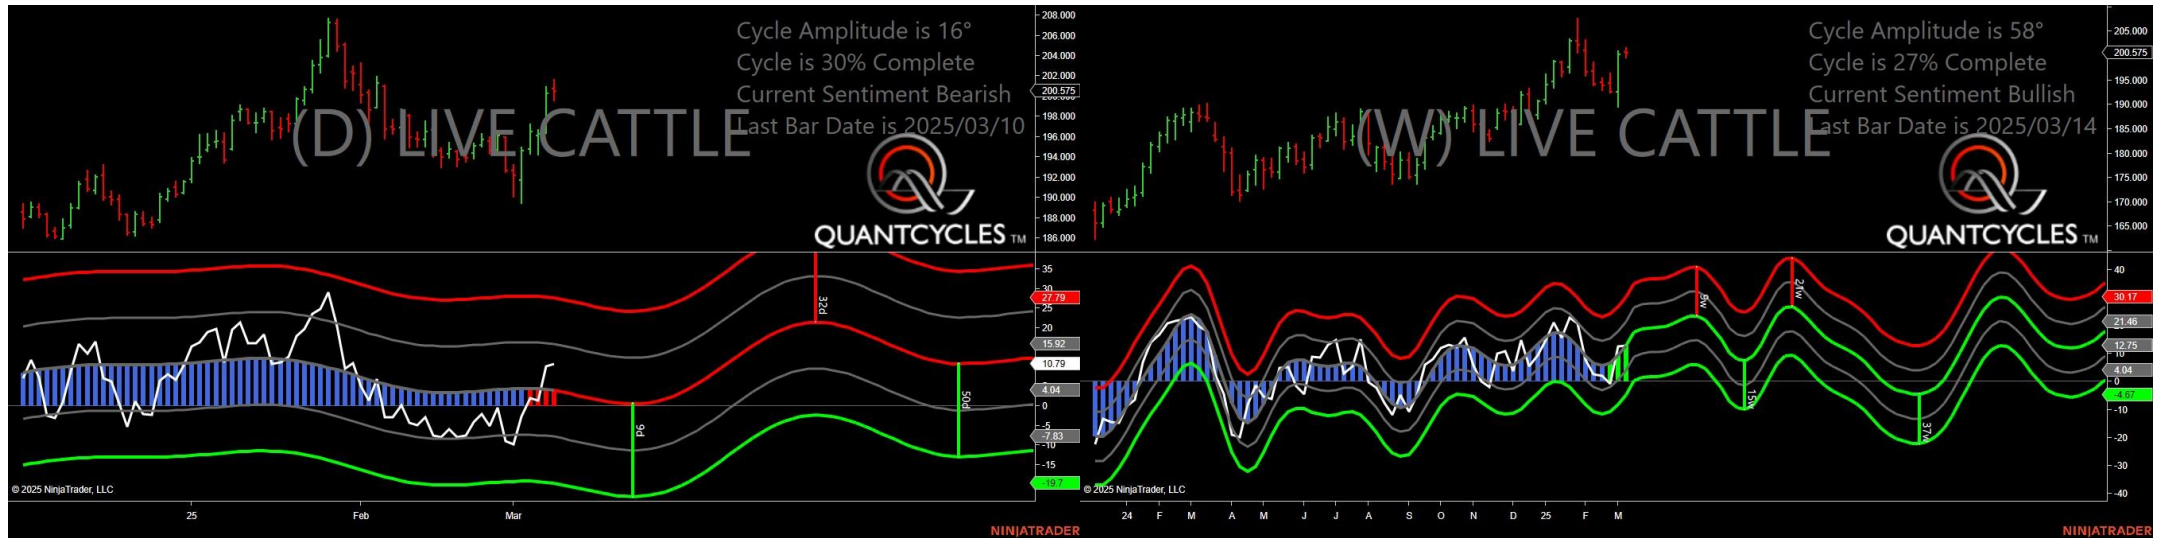 Cycle Amplitude is 16°
Cycle is 30% Complete
Current Sentiment Bearish
Last Bar Date is 2025/03/10
(D) LIVE CATTLE
QUANTCYCLES TM
208.000
206.000
204.000
202.000
200.575
198.000
196.000
194.000
192.000
190.000
188.000
186.000
35
30
27.79
25
20
15.92
10.79
4.04
0
-5
-7.83
-10
-15
-19.7
9d
32d
50d
© 2025 NinjaTrader, LLC
25
Feb
Mar
NINJATRADER
Cycle Amplitude is 58°
Cycle is 27% Complete
Current Sentiment Bullish
Last Bar Date is 2025/03/14
(W) LIVE CATTLE
QUANTCYCLES TM
205.000
200.575
195.000
190.000
185.000
180.000
175.000
170.000
165.000
40
30.17
21.46
12.75
10
4.04
0
-4.67
-10
-20
-30
-40
15w
37w
© 2025 NinjaTrader, LLC
24
F
M
A
M
J
J
A
S
O
N
D
25
F
M
NINJATRADER